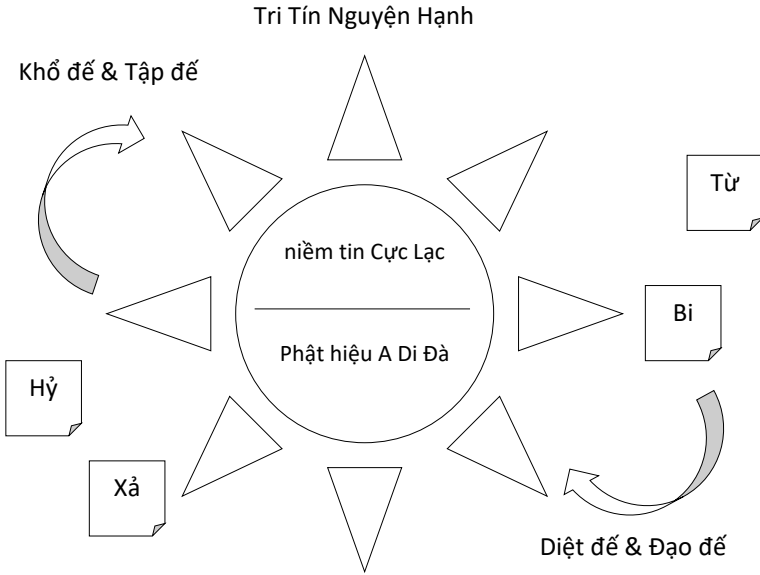 Tri Tín Nguyện Hạnh
Khổ đế & Tập đế
Từ
niềm tin Cực Lạc
Bi
Phật hiệu A Di Đà
Hỷ
Xả
Diệt đế & Đạo đế